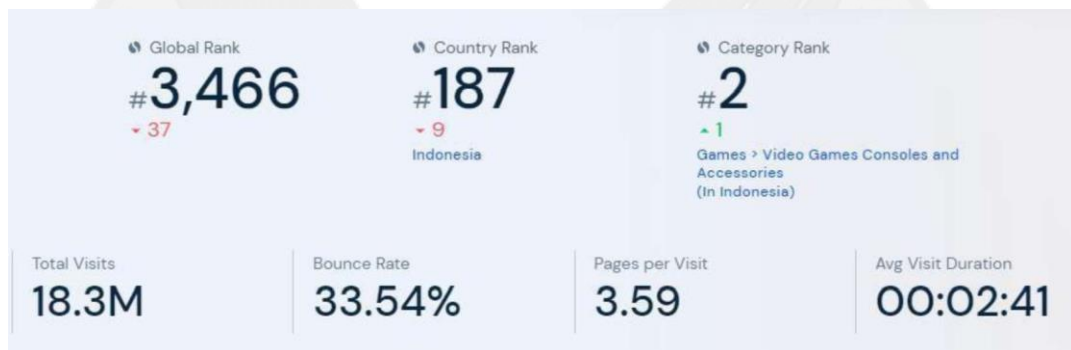 Global Rank
#3,466
37
Country Rank
#187
9
Indonesia
Category Rank
#2
1
Games > Video Games Consoles and
Accessories
(In Indonesia)
Total Visits
18.3M
Bounce Rate
33.54%
Pages per Visit
3.59
Avg Visit Duration
00:02:41